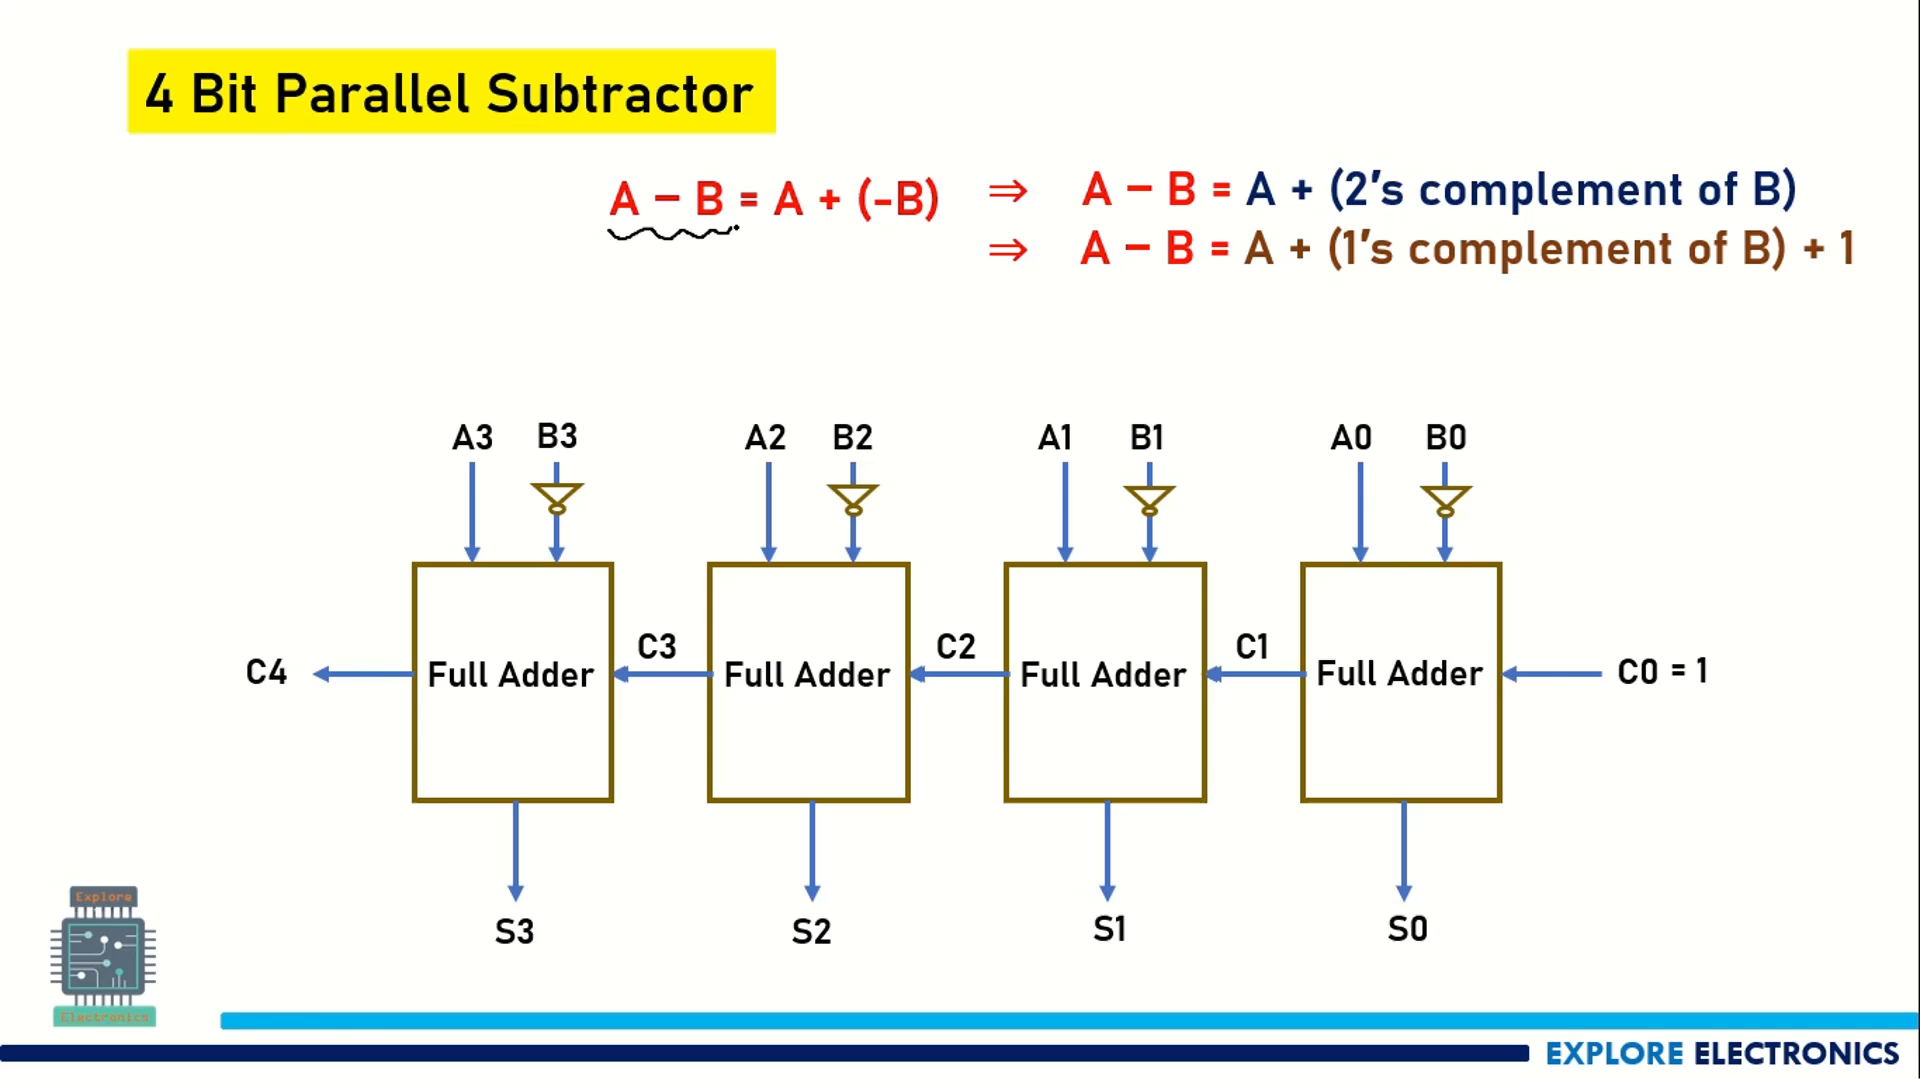 4 Bit Parallel Subtractor
A – B = A + (-B) ⇒ A – B = A + (2's complement of B)
⇒ A – B = A + (1's complement of B) + 1
A3 B3 A2 B2 A1 B1 A0 B0
C4 Full Adder C3 Full Adder C2 Full Adder C1 Full Adder C0 = 1
S3 S2 S1 S0
Explore
Electronics
EXPLORE ELECTRONICS